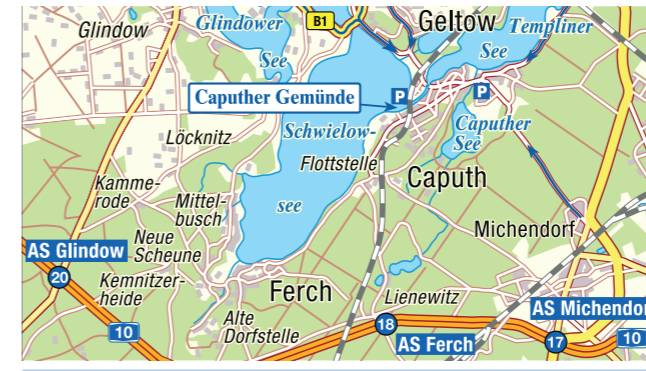 Glindow
Glindower
See
B1
Geltow
Templiner
See
P
P
Caputher Gemünde
Löcknitz
Schwielow-
see
Flottstelle
Caputher
See
Caputh
Kamme-
rode
Mittel-
busch
Michendorf
AS Glindow
20
Neue
Scheune
Kemnitzer-
heide
Ferch
Lienewitz
AS Michendor
10
Alte
Dorfstelle
18
AS Ferch
17
10